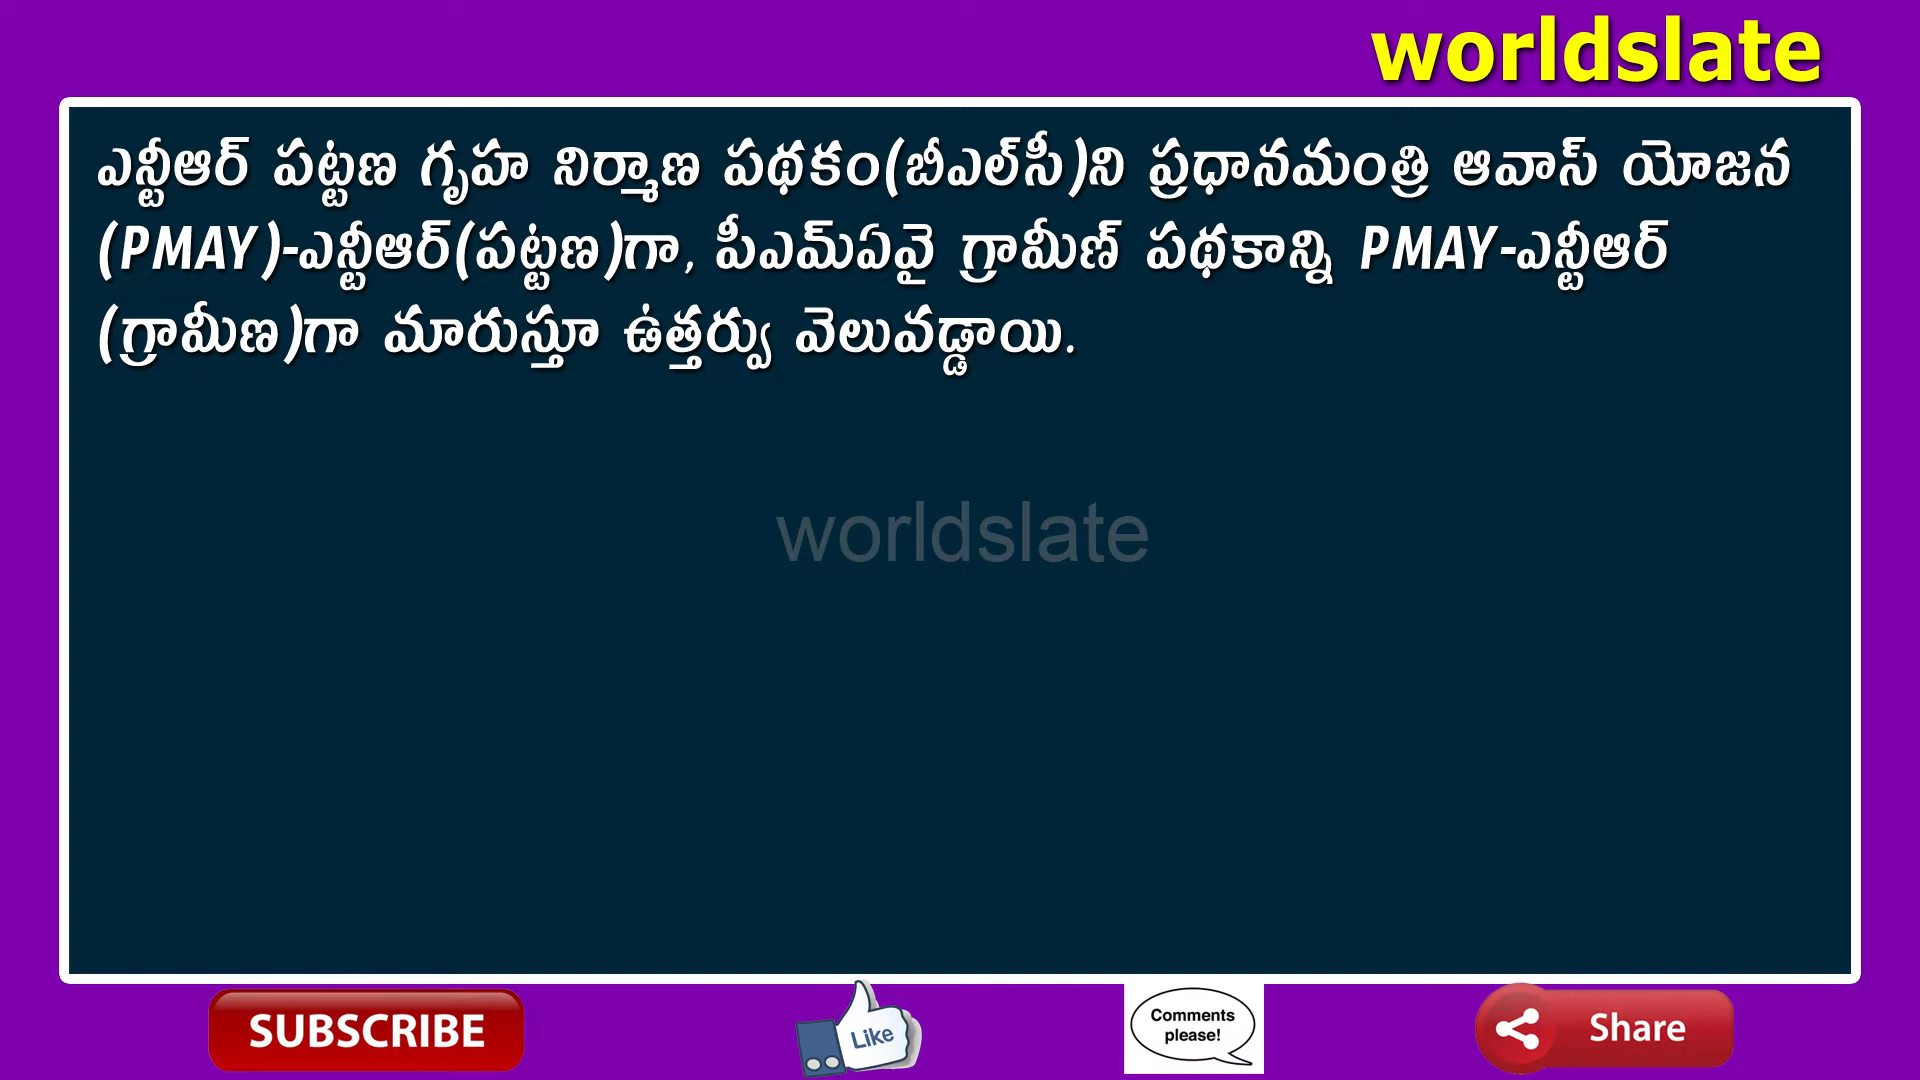 worldslate
ఎన్టీఆర్ పట్టణ గృహ నిర్మాణ పథకం(బీఎల్‌సీ)ని ప్రధానమంత్రి ఆవాస్ యోజన
(PMAY)-ఎన్టీఆర్(పట్టణ)గా, పీఎమ్ఏవై గ్రామీణ్ పథకాన్ని PMAY-ఎన్టీఆర్
(గ్రామీణ)గా మారుస్తూ ఉత్తర్వు వెలువడ్డాయి.
worldslate
SUBSCRIBE
Like
Comments
please!
Share